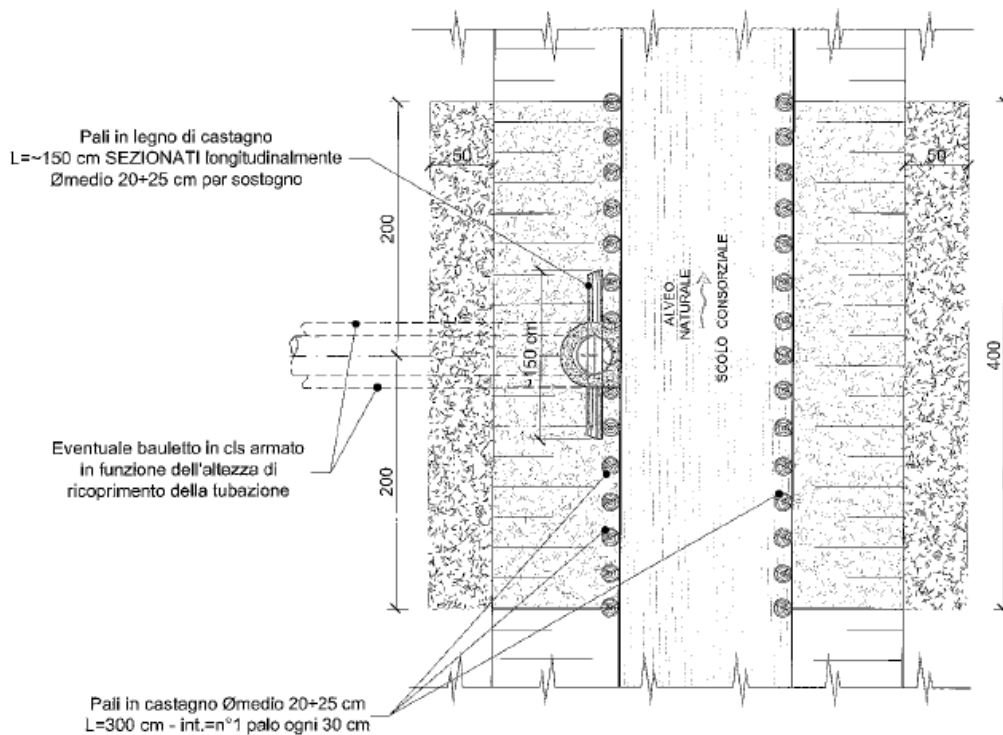 Pali in legno di castagno
L=~150 cm SEZIONATI longitudinalmente
Ømedio 20÷25 cm per sostegno
50
50
200
ALVEO
NATURALE
SCOLO CONSORZIALE
~150 cm
400
Eventuale bauletto in cls armato
in funzione dell'altezza di
ricoprimento della tubazione
200
Pali in castagno Ømedio 20÷25 cm
L=300 cm - int.=n°1 palo ogni 30 cm